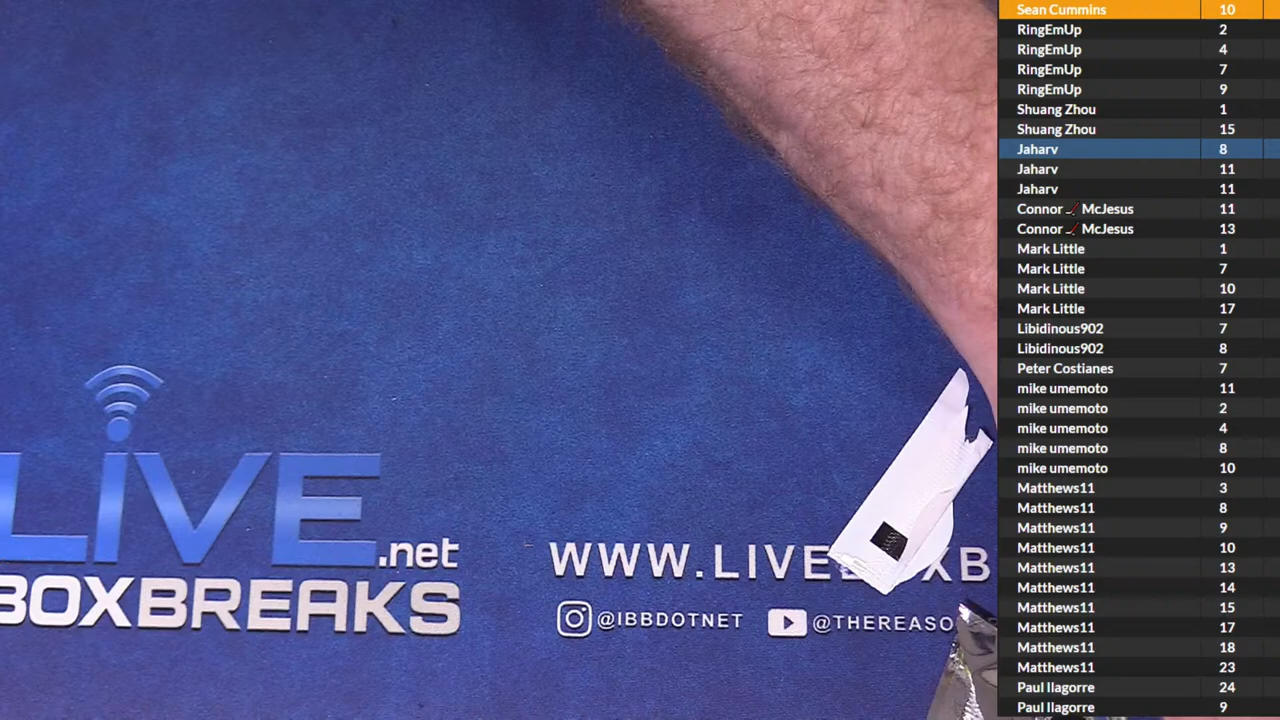 Sean Cummins 10
RingEmUp 2
RingEmUp 4
RingEmUp 7
RingEmUp 9
Shuang Zhou 1
Shuang Zhou 15
Jaharv 8
Jaharv 11
Jaharv 11
Connor McJesus 11
Connor McJesus 13
Mark Little 1
Mark Little 7
Mark Little 10
Mark Little 17
Libidinous902 7
Libidinous902 8
Peter Costianes 7
mike umemoto 11
mike umemoto 2
mike umemoto 4
mike umemoto 8
mike umemoto 10
Matthews11 3
Matthews11 8
Matthews11 9
Matthews11 10
Matthews11 13
Matthews11 14
Matthews11 15
Matthews11 17
Matthews11 18
Matthews11 23
Paul Ilagorre 24
Paul Ilagorre 9
LiVE.net
BOXBREAKS
WWW.LIVEBOXB
@IBBDOTNET @THEREASO